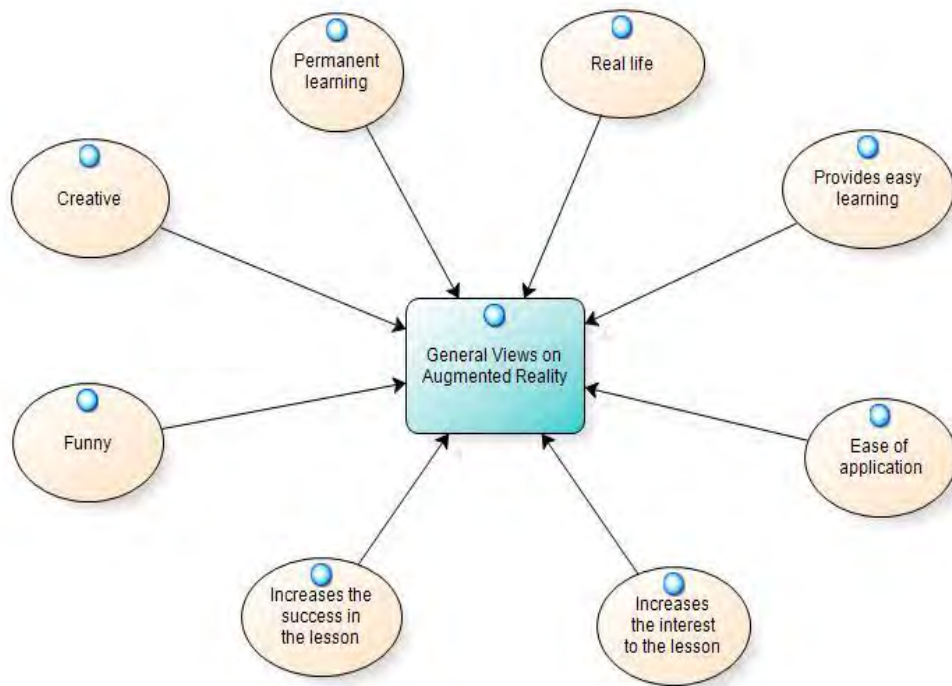 Permanent
learning
Real life
Creative
Provides easy
learning
General Views on
Augmented Reality
Funny
Ease of
application
Increases the
success in
the lesson
Increases
the interest
to the lesson